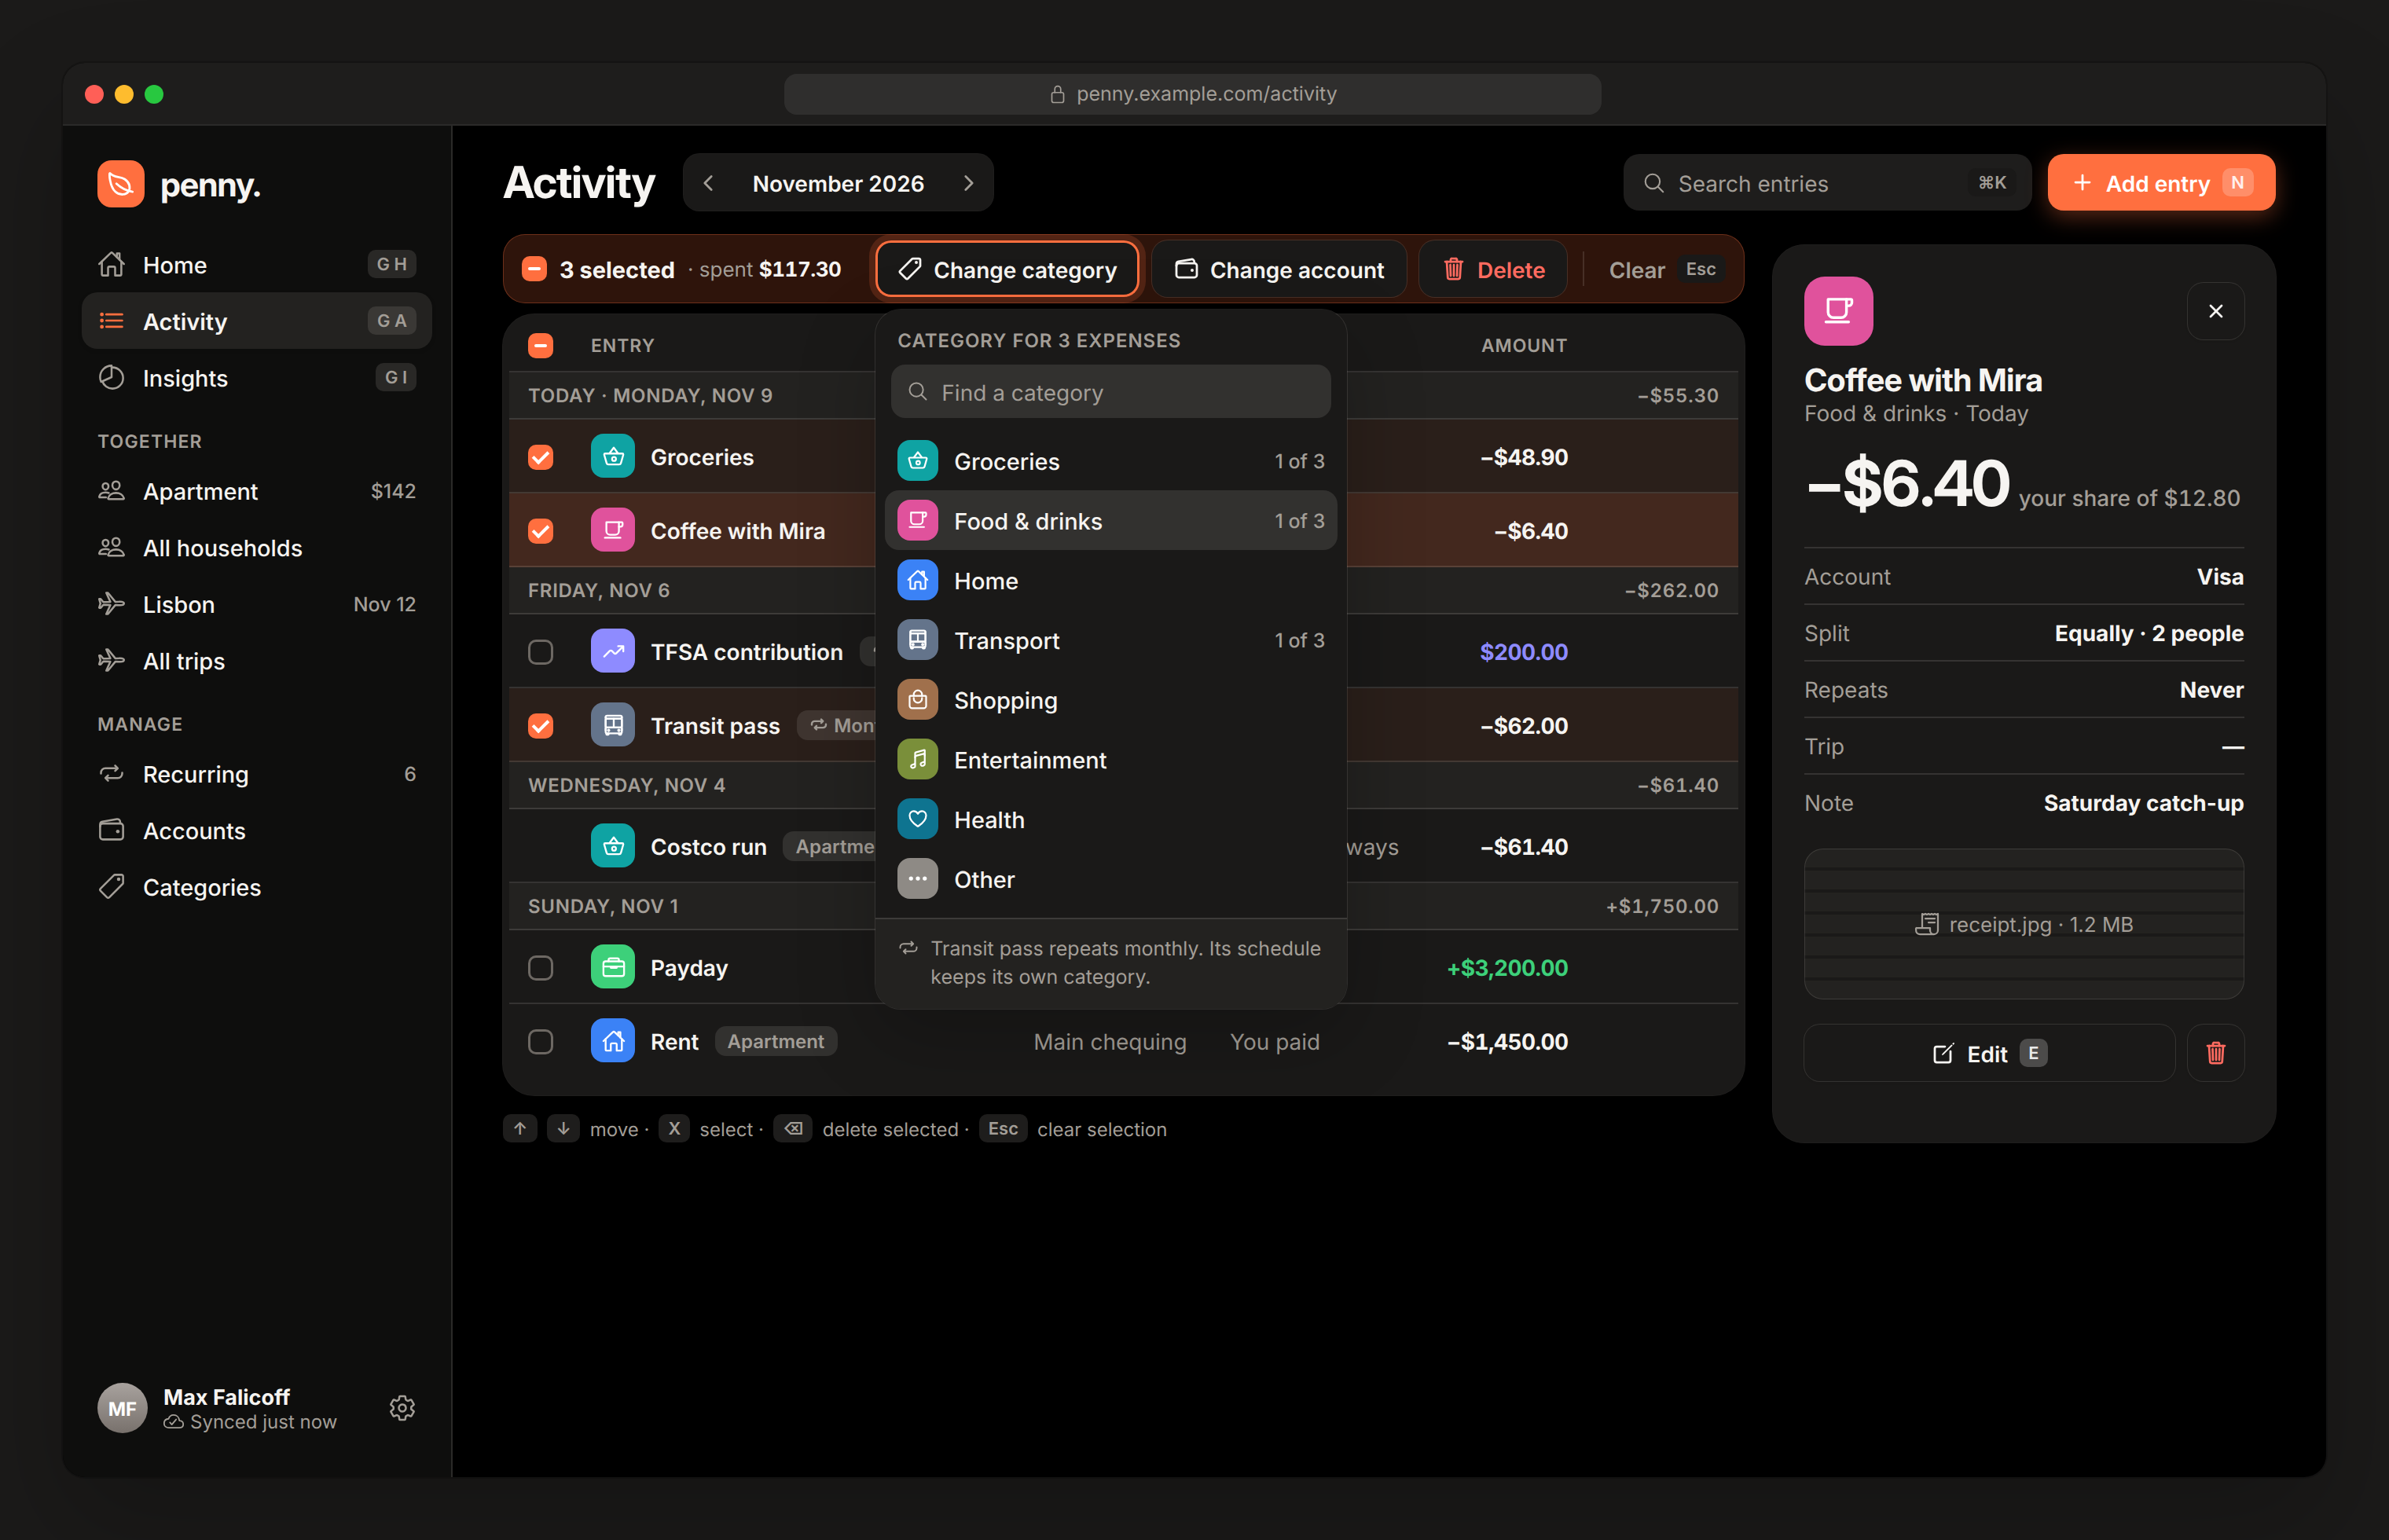 penny.example.com/activity
penny.
Home G H
Activity G A
Insights G I
TOGETHER
Apartment $142
All households
Lisbon Nov 12
All trips
MANAGE
Recurring 6
Accounts
Categories
MF
Max Falicoff
Synced just now
Activity
November 2026
Search entries ⌘K
Add entry N
3 selected · spent $117.30
Change category
Change account
Delete
Clear Esc
ENTRY AMOUNT
TODAY · MONDAY, NOV 9 −$55.30
Groceries −$48.90
Coffee with Mira −$6.40
FRIDAY, NOV 6 −$262.00
TFSA contribution $200.00
Transit pass Mon −$62.00
WEDNESDAY, NOV 4 −$61.40
Costco run Apartme ways −$61.40
SUNDAY, NOV 1 +$1,750.00
Payday +$3,200.00
Rent Apartment Main chequing You paid −$1,450.00
CATEGORY FOR 3 EXPENSES
Find a category
Groceries 1 of 3
Food & drinks 1 of 3
Home
Transport 1 of 3
Shopping
Entertainment
Health
Other
Transit pass repeats monthly. Its schedule
keeps its own category.
↑ ↓ move · X select · ⌫ delete selected · Esc clear selection
Coffee with Mira
Food & drinks · Today
−$6.40 your share of $12.80
Account Visa
Split Equally · 2 people
Repeats Never
Trip —
Note Saturday catch-up
receipt.jpg · 1.2 MB
Edit E